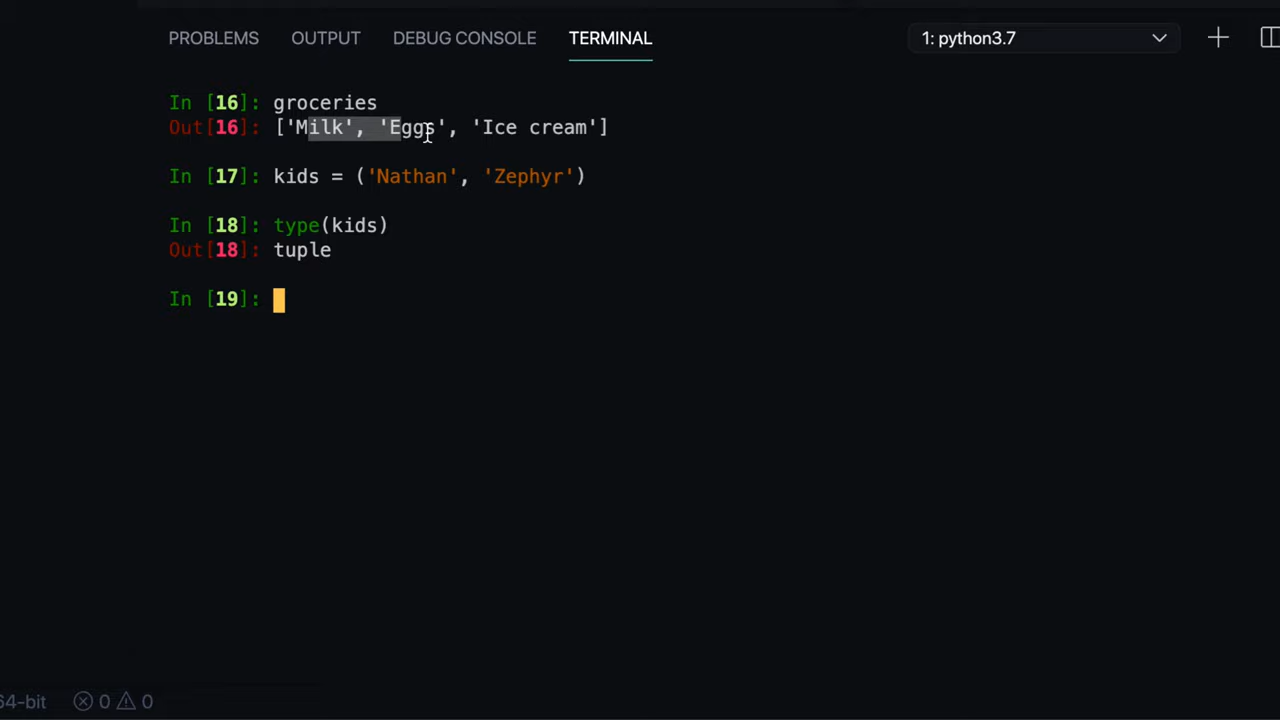 PROBLEMS OUTPUT DEBUG CONSOLE TERMINAL 1: python3.7
In [16]: groceries
Out[16]: ['Milk', 'Eggs', 'Ice cream']
In [17]: kids = ('Nathan', 'Zephyr')
In [18]: type(kids)
Out[18]: tuple
In [19]:
64-bit 0 0